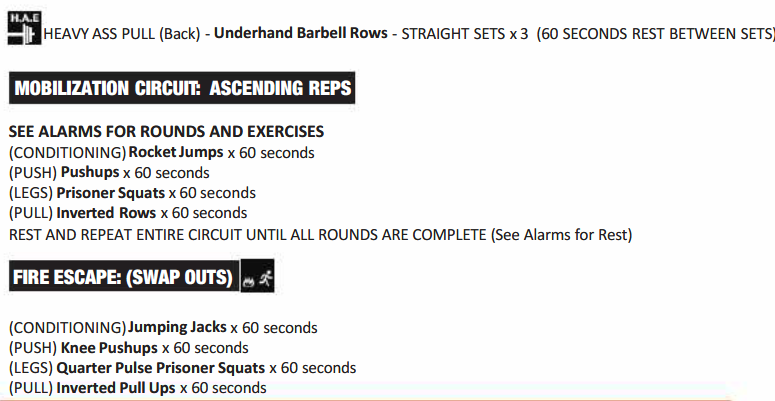 H.A.E
HEAVY ASS PULL (Back) - Underhand Barbell Rows - STRAIGHT SETS x 3 (60 SECONDS REST BETWEEN SETS)
MOBILIZATION CIRCUIT: ASCENDING REPS
SEE ALARMS FOR ROUNDS AND EXERCISES
(CONDITIONING) Rocket Jumps x 60 seconds
(PUSH) Pushups x 60 seconds
(LEGS) Prisoner Squats x 60 seconds
(PULL) Inverted Rows x 60 seconds
REST AND REPEAT ENTIRE CIRCUIT UNTIL ALL ROUNDS ARE COMPLETE (See Alarms for Rest)
FIRE ESCAPE: (SWAP OUTS)
(CONDITIONING) Jumping Jacks x 60 seconds
(PUSH) Knee Pushups x 60 seconds
(LEGS) Quarter Pulse Prisoner Squats x 60 seconds
(PULL) Inverted Pull Ups x 60 seconds